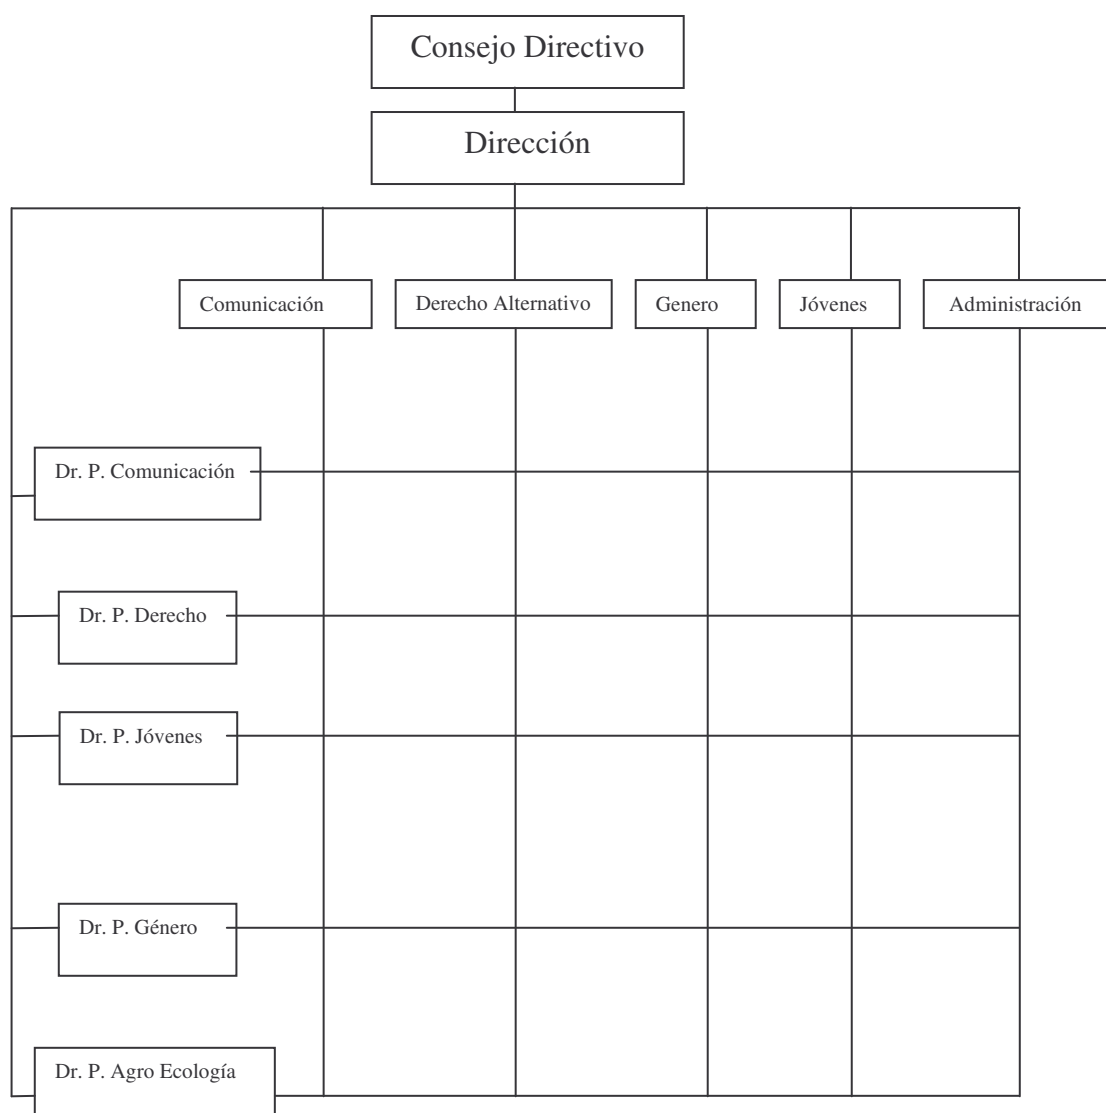 Consejo Directivo
Dirección
Comunicación
Derecho Alternativo
Genero
Jóvenes
Administración
Dr. P. Comunicación
Dr. P. Derecho
Dr. P. Jóvenes
Dr. P. Género
Dr. P. Agro Ecología